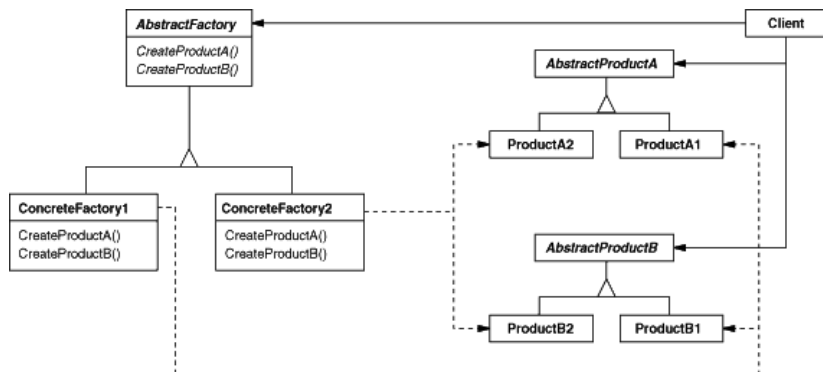 AbstractFactory
CreateProductA()
CreateProductB()
Client
AbstractProductA
ProductA2
ProductA1
ConcreteFactory1
CreateProductA()
CreateProductB()
ConcreteFactory2
CreateProductA()
CreateProductB()
AbstractProductB
ProductB2
ProductB1